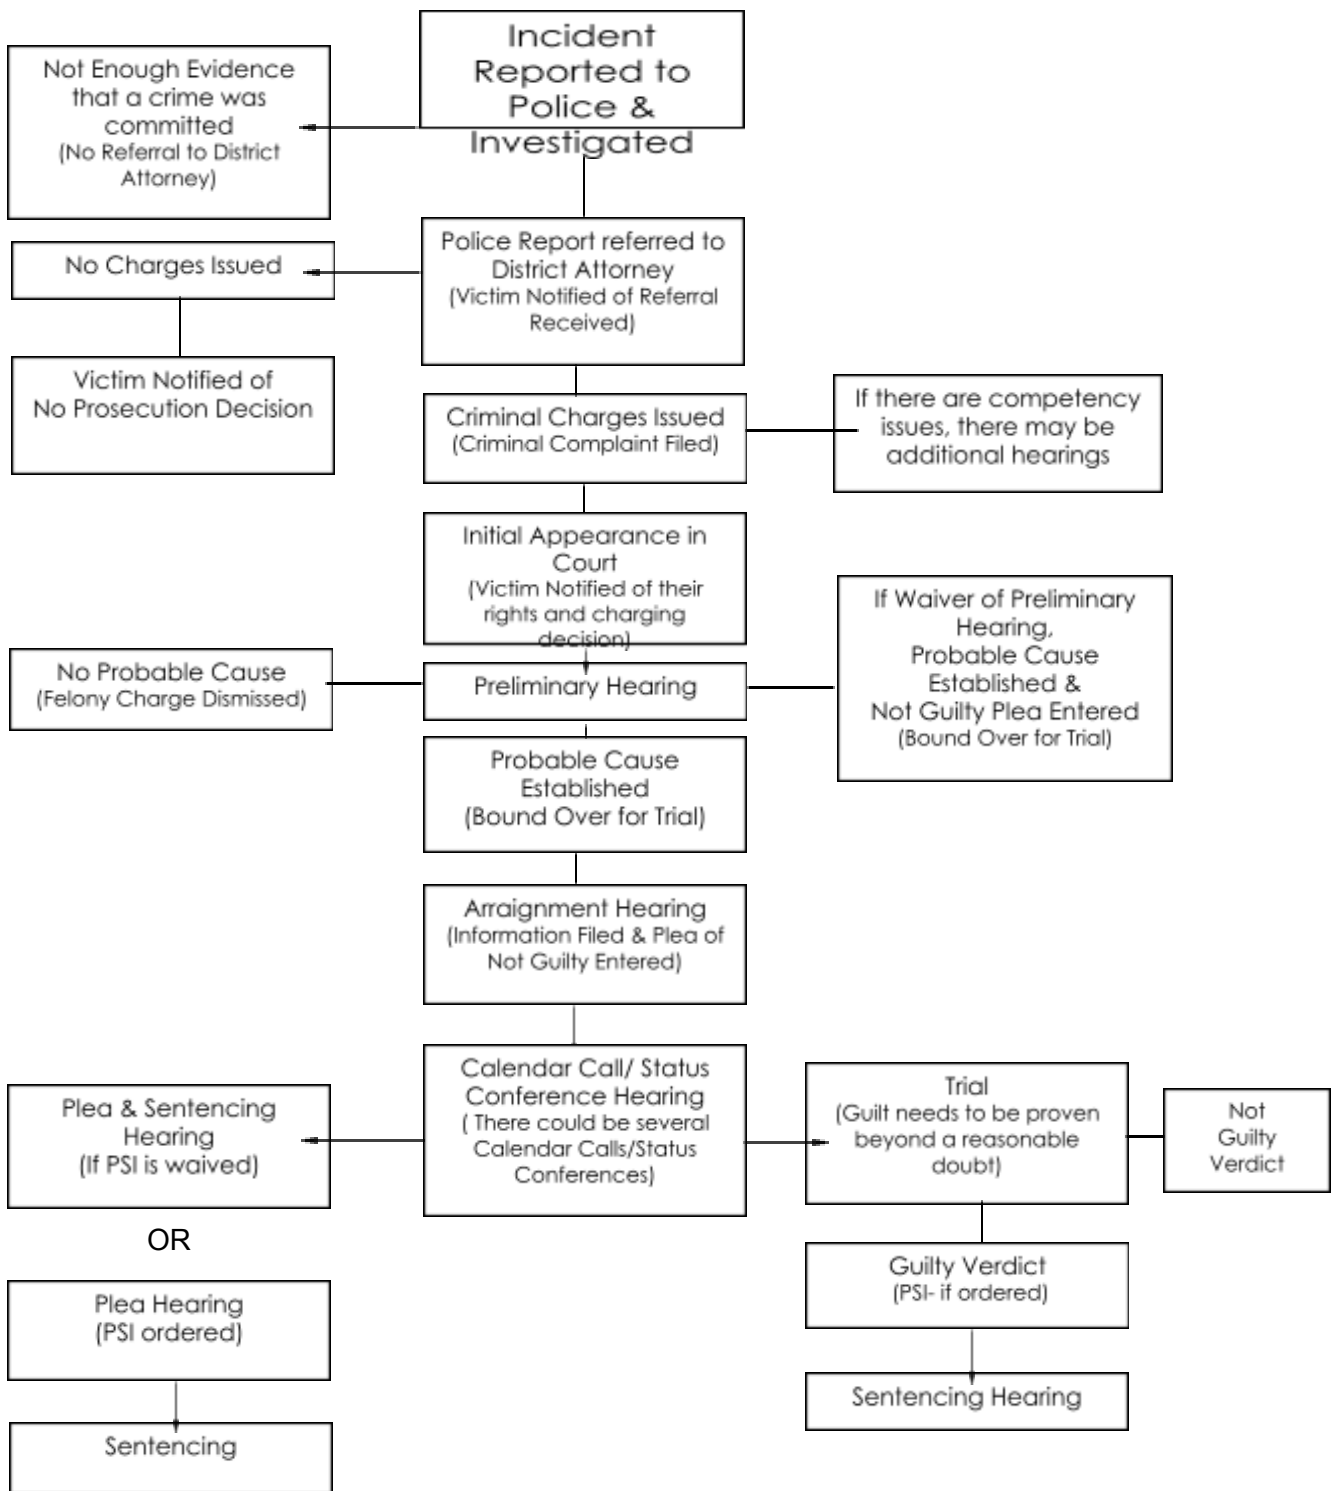 Incident
Reported to
Police &
Investigated
Not Enough Evidence
that a crime was
committed
(No Referral to District
Attorney)
Police Report referred to
District Attorney
(Victim Notified of Referral
Received)
No Charges Issued
Victim Notified of
No Prosecution Decision
Criminal Charges Issued
(Criminal Complaint Filed)
If there are competency
issues, there may be
additional hearings
Initial Appearance in
Court
(Victim Notified of their
rights and charging
decision)
If Waiver of Preliminary
Hearing,
Probable Cause
Established &
Not Guilty Plea Entered
(Bound Over for Trial)
No Probable Cause
(Felony Charge Dismissed)
Preliminary Hearing
Probable Cause
Established
(Bound Over for Trial)
Arraignment Hearing
(Information Filed & Plea of
Not Guilty Entered)
Calendar Call/ Status
Conference Hearing
( There could be several
Calendar Calls/Status
Conferences)
Plea & Sentencing
Hearing
(If PSI is waived)
OR
Plea Hearing
(PSI ordered)
Sentencing
Trial
(Guilt needs to be proven
beyond a reasonable
doubt)
Not
Guilty
Verdict
Guilty Verdict
(PSI- if ordered)
Sentencing Hearing